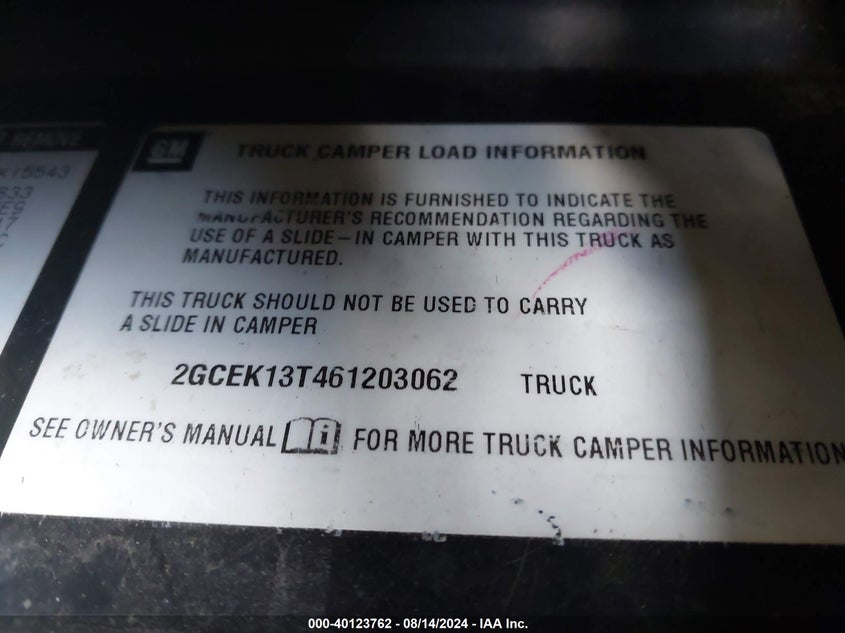 REMOVE
K15543
GM
TRUCK CAMPER LOAD INFORMATION
THIS INFORMATION IS FURNISHED TO INDICATE THE
MANUFACTURER'S RECOMMENDATION REGARDING THE
USE OF A SLIDE-IN CAMPER WITH THIS TRUCK AS
MANUFACTURED.
THIS TRUCK SHOULD NOT BE USED TO CARRY
A SLIDE IN CAMPER
2GCEK13T461203062 TRUCK
SEE OWNER'S MANUAL i FOR MORE TRUCK CAMPER INFORMATION
000-40123762 - 08/14/2024 - IAA Inc.